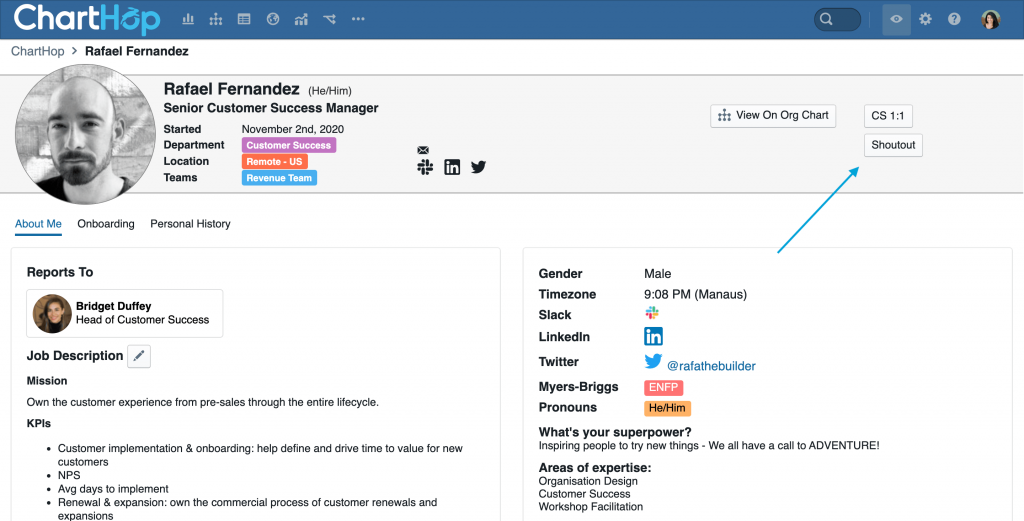 ChartHop
ChartHop > Rafael Fernandez
Rafael Fernandez (He/Him)
Senior Customer Success Manager
Started November 2nd, 2020
Department Customer Success
Location Remote - US
Teams Revenue Team
View On Org Chart
CS 1:1
Shoutout
About Me Onboarding Personal History
Reports To
Bridget Duffey
Head of Customer Success
Job Description
Mission
Own the customer experience from pre-sales through the entire lifecycle.
KPIs
• Customer implementation & onboarding: help define and drive time to value for new
customers
• NPS
• Avg days to implement
• Renewal & expansion: own the commercial process of customer renewals and
expansions
Gender Male
Timezone 9:08 PM (Manaus)
Slack
LinkedIn in
Twitter @rafathebuilder
Myers-Briggs ENFP
Pronouns He/Him
What's your superpower?
Inspiring people to try new things - We all have a call to ADVENTURE!
Areas of expertise:
Organisation Design
Customer Success
Workshop Facilitation